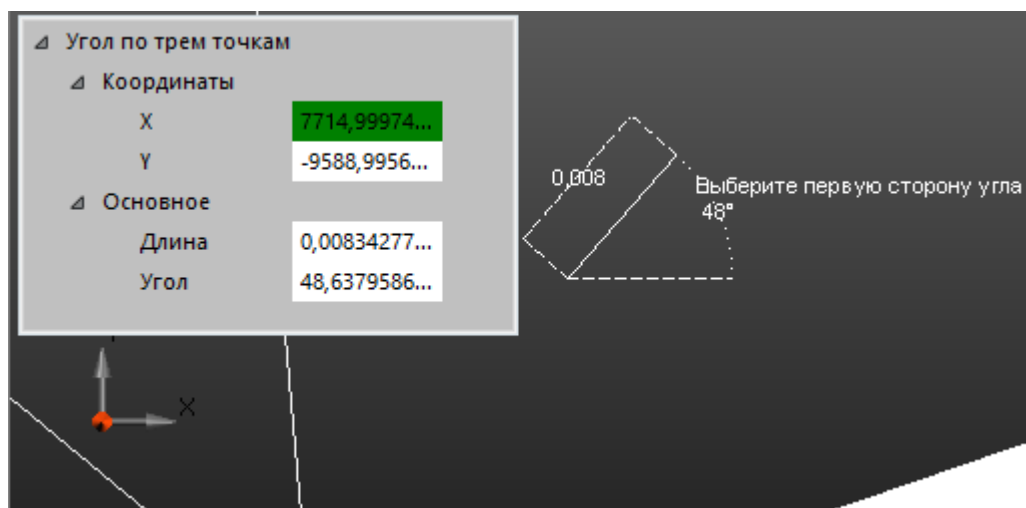 Угол по трем точкам
Координаты
X 7714,99974...
Y -9588,9956...
Основное
Длина 0,00834277...
Угол 48,6379586...
0,008
Выберите первую сторону угла
48°
X